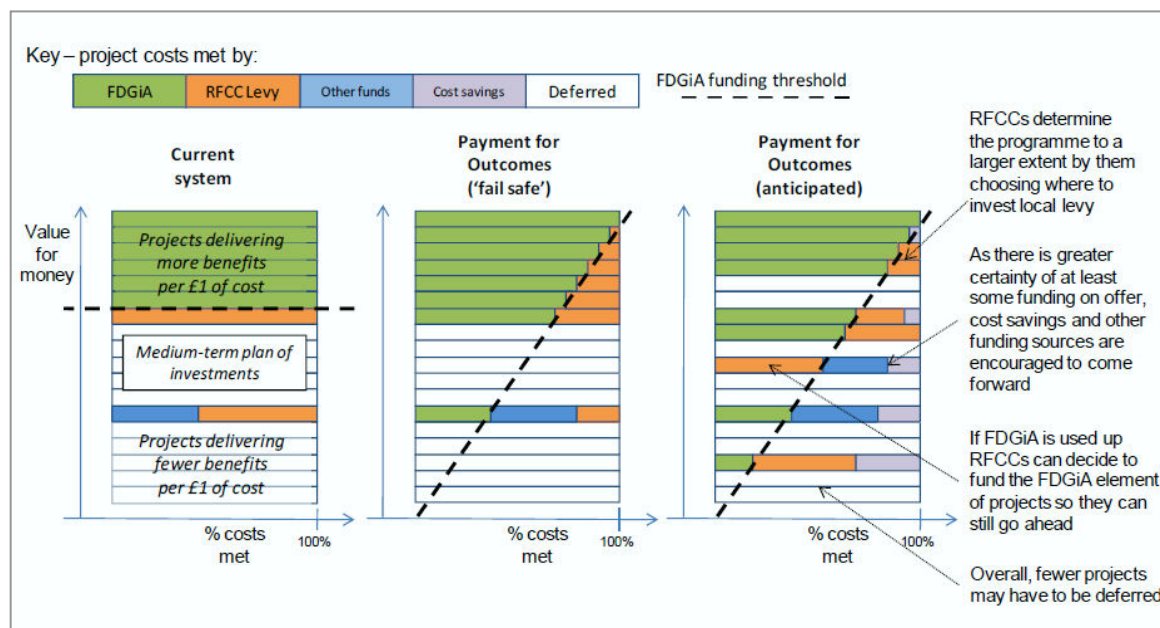 Key – project costs met by:
FDGiA
RFCC Levy
Other funds
Cost savings
Deferred
FDGiA funding threshold
Current
system
Payment for
Outcomes
('fail safe')
Payment for
Outcomes
(anticipated)
Value
for
money
Projects delivering
more benefits
per £1 of cost
Medium-term plan of
investments
Projects delivering
fewer benefits
per £1 of cost
% costs
met
100%
% costs
met
100%
% costs
met
100%
RFCCs determine
the programme to a
larger extent by them
choosing where to
invest local levy
As there is greater
certainty of at least
some funding on offer,
cost savings and other
funding sources are
encouraged to come
forward
If FDGiA is used up
RFCCs can decide to
fund the FDGiA element
of projects so they can
still go ahead
Overall, fewer projects
may have to be deferred